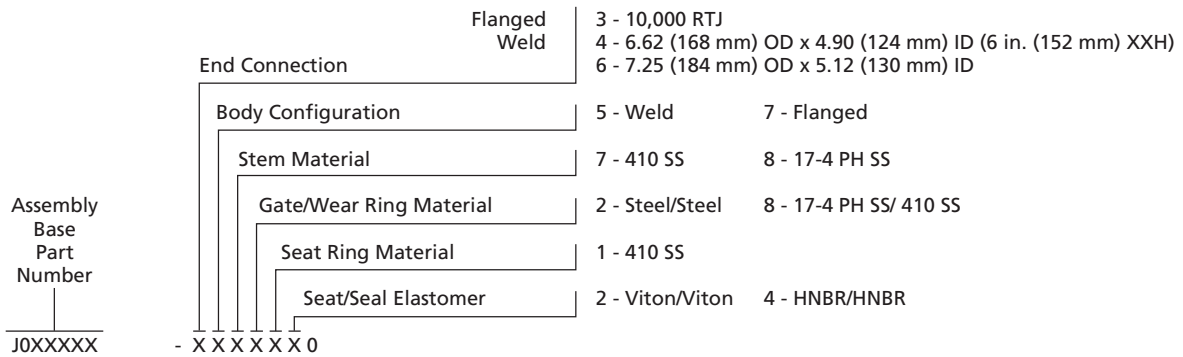 Flanged 3 - 10,000 RTJ
Weld 4 - 6.62 (168 mm) OD x 4.90 (124 mm) ID (6 in. (152 mm) XXH)
End Connection 6 - 7.25 (184 mm) OD x 5.12 (130 mm) ID
Body Configuration 5 - Weld 7 - Flanged
Stem Material 7 - 410 SS 8 - 17-4 PH SS
Gate/Wear Ring Material 2 - Steel/Steel 8 - 17-4 PH SS/ 410 SS
Seat Ring Material 1 - 410 SS
Seat/Seal Elastomer 2 - Viton/Viton 4 - HNBR/HNBR
Assembly
Base
Part
Number
J0XXXXX - X X X X X X 0